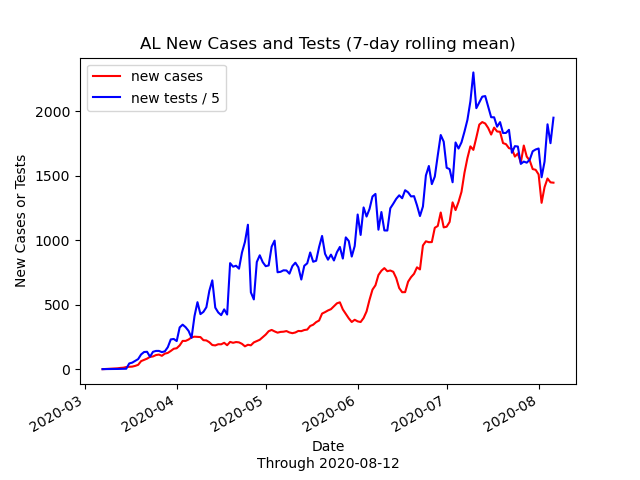 AL New Cases and Tests (7-day rolling mean)
new cases
new tests / 5
New Cases or Tests
2000
1500
1000
500
0
2020-03
2020-04
2020-05
2020-06
2020-07
2020-08
Date
Through 2020-08-12